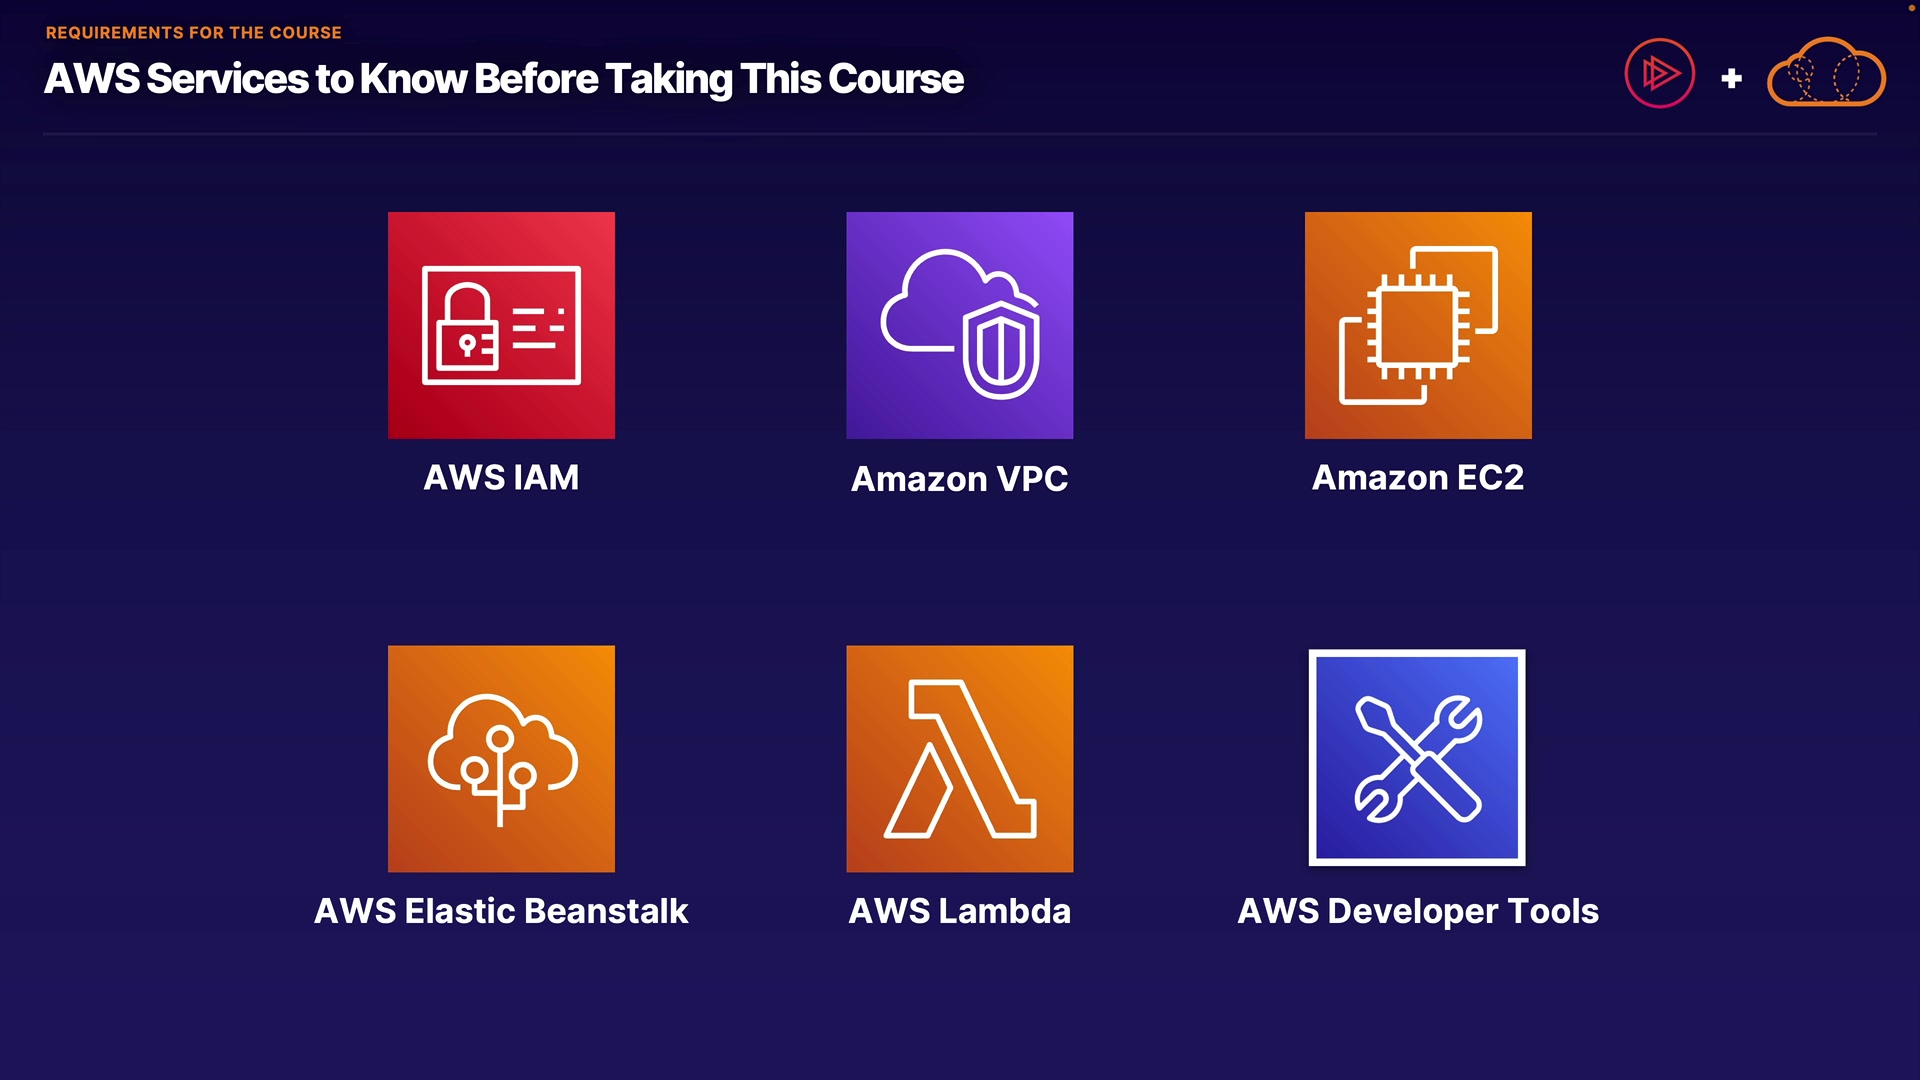 REQUIREMENTS FOR THE COURSE
AWS Services to Know Before Taking This Course
+
AWS IAM
Amazon VPC
Amazon EC2
AWS Elastic Beanstalk
AWS Lambda
AWS Developer Tools